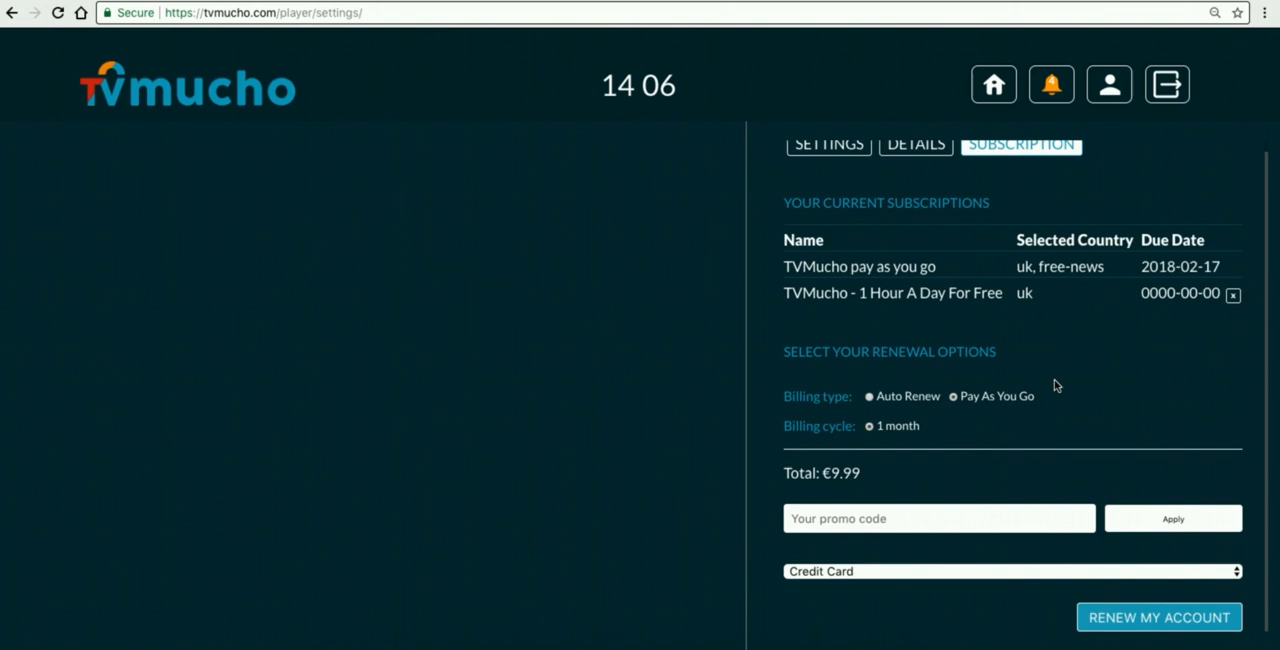 Secure https://tvmucho.com/player/settings/
TVmucho
14 06
4
SETTINGS DETAILS SUBSCRIPTION
YOUR CURRENT SUBSCRIPTIONS
Name Selected Country Due Date
TVMucho pay as you go uk, free-news 2018-02-17
TVMucho - 1 Hour A Day For Free uk 0000-00-00 x
SELECT YOUR RENEWAL OPTIONS
Billing type: Auto Renew Pay As You Go
Billing cycle: 1 month
Total: €9.99
Your promo code Apply
Credit Card
RENEW MY ACCOUNT